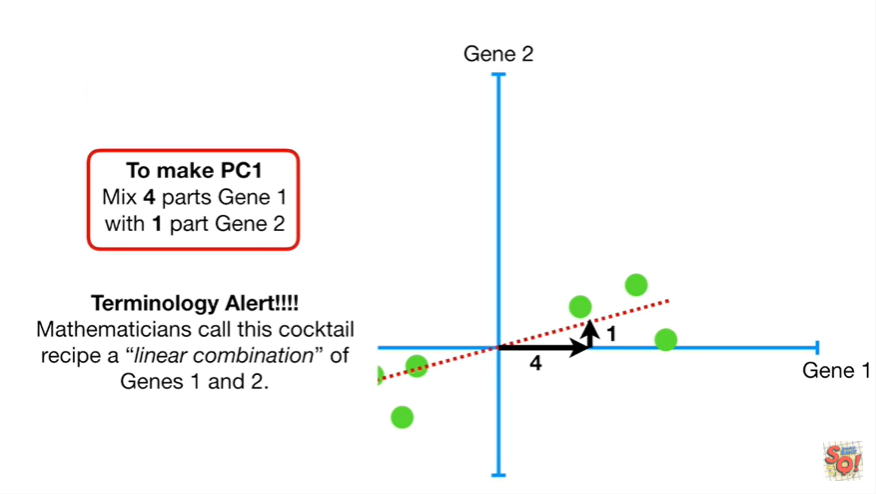 Gene 2
To make PC1
Mix 4 parts Gene 1
with 1 part Gene 2
Terminology Alert!!!!
Mathematicians call this cocktail
recipe a “linear combination” of
Genes 1 and 2.
1
4
Gene 1
SQ!